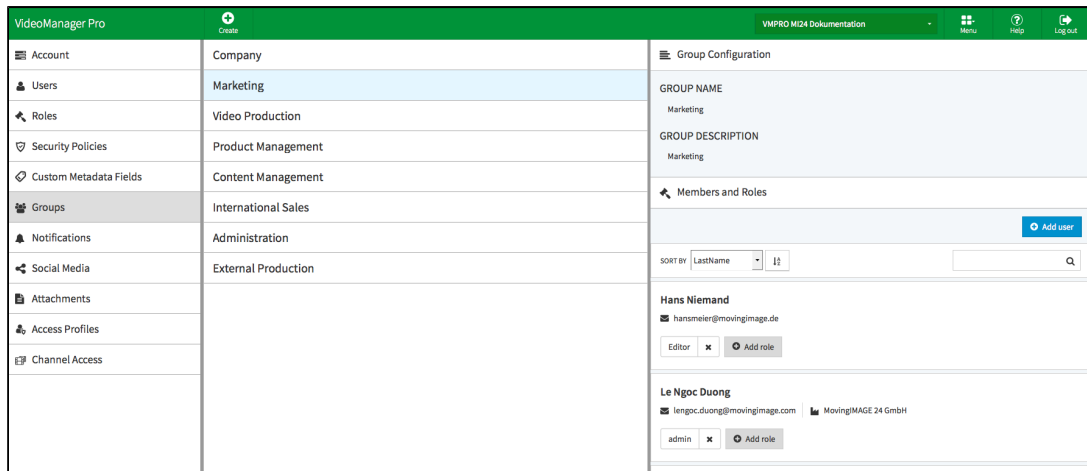 VideoManager Pro
Create
VMPRO MI24 Dokumentation
Menu
Help
Log out
Account
Users
Roles
Security Policies
Custom Metadata Fields
Groups
Notifications
Social Media
Attachments
Access Profiles
Channel Access
Company
Marketing
Video Production
Product Management
Content Management
International Sales
Administration
External Production
Group Configuration
GROUP NAME
Marketing
GROUP DESCRIPTION
Marketing
Members and Roles
Add user
SORT BY LastName
Hans Niemand
hansmeier@movingimage.de
Editor Add role
Le Ngoc Duong
lengoc.duong@movingimage.com MovingIMAGE 24 GmbH
admin Add role